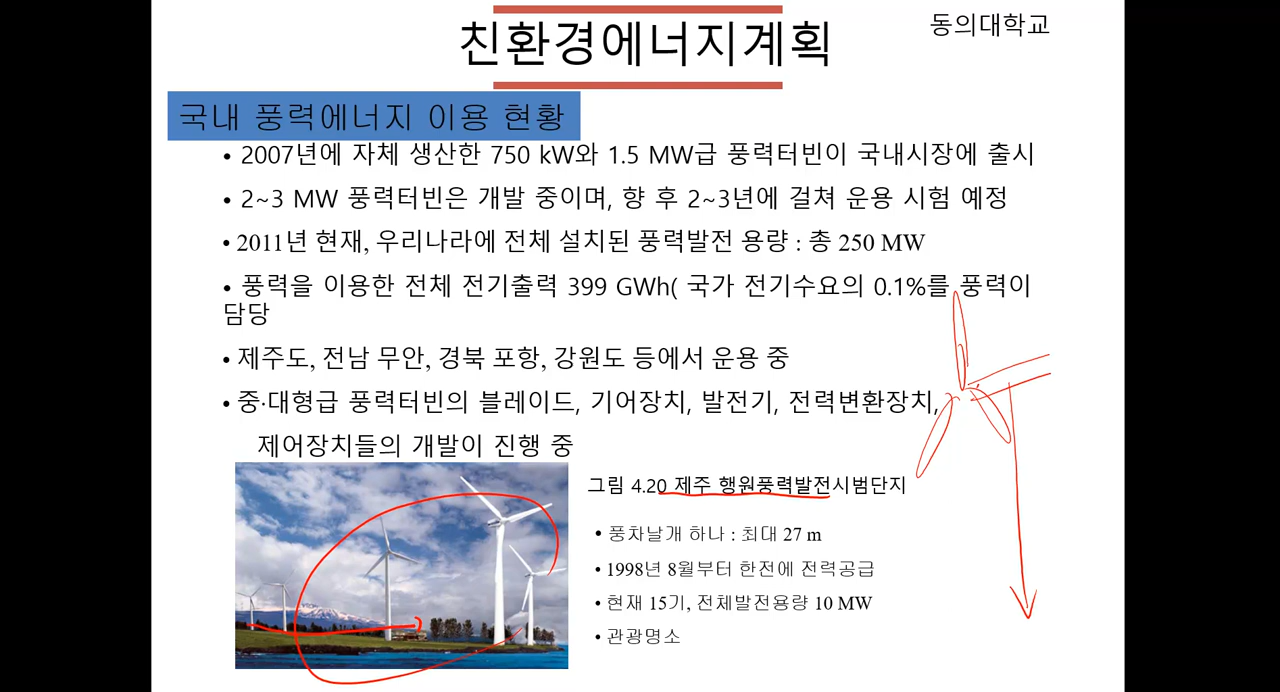 동의대학교
친환경에너지계획
국내 풍력에너지 이용 현황
• 2007년에 자체 생산한 750 kW와 1.5 MW급 풍력터빈이 국내시장에 출시
• 2~3 MW 풍력터빈은 개발 중이며, 향 후 2~3년에 걸쳐 운용 시험 예정
• 2011년 현재, 우리나라에 전체 설치된 풍력발전 용량 : 총 250 MW
• 풍력을 이용한 전체 전기출력 399 GWh( 국가 전기수요의 0.1%를 풍력이
담당
• 제주도, 전남 무안, 경북 포항, 강원도 등에서 운용 중
• 중·대형급 풍력터빈의 블레이드, 기어장치, 발전기, 전력변환장치,
제어장치들의 개발이 진행 중
그림 4.20 제주 행원풍력발전시범단지
• 풍차날개 하나 : 최대 27 m
• 1998년 8월부터 한전에 전력공급
• 현재 15기, 전체발전용량 10 MW
• 관광명소